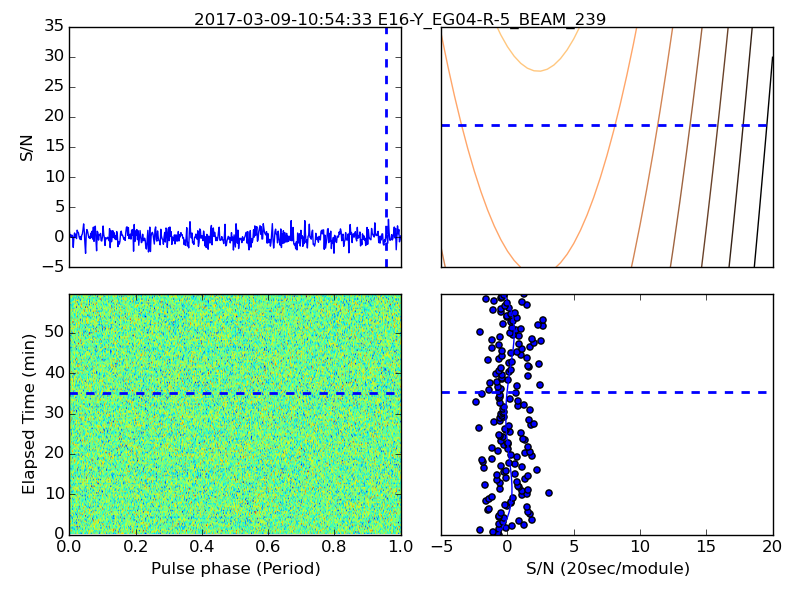 2017-03-09-10:54:33 E16-Y_EG04-R-5_BEAM_239
35
30
25
20
15
10
5
0
−5
S/N
50
40
30
20
10
0
Elapsed Time (min)
0.0 0.2 0.4 0.6 0.8 1.0
Pulse phase (Period)
−5 0 5 10 15 20
S/N (20sec/module)